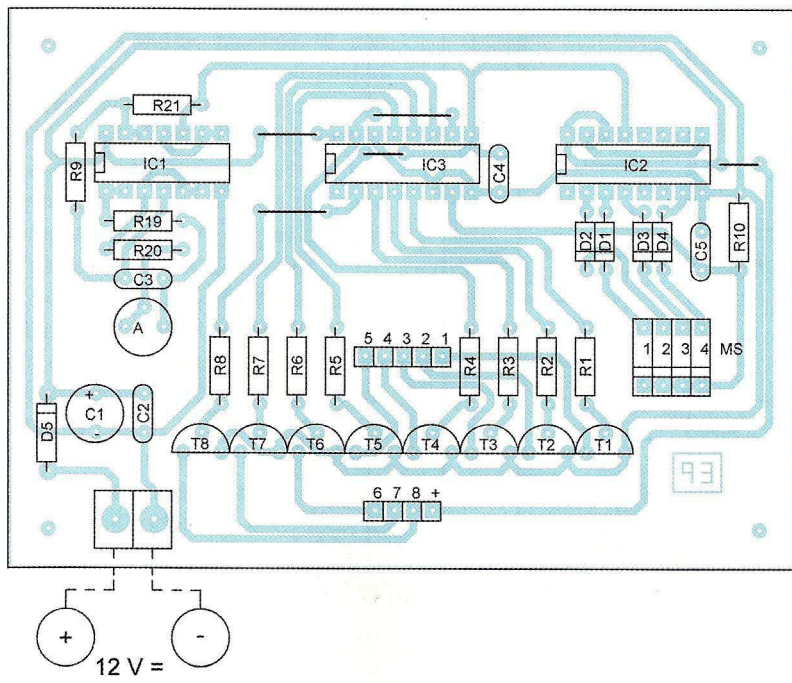 R21
R9
IC1
IC3
C4
IC2
R19
R20
C3
A
D2
D1
D3
D4
C5
R10
R8
R7
R6
R5
5 4 3 2 1
R4
R3
R2
R1
1 2 3 4 MS
D5
+
C1
-
C2
T8 T7 T6 T5 T4 T3 T2 T1
P3
6 7 8 +
+
-
12 V =